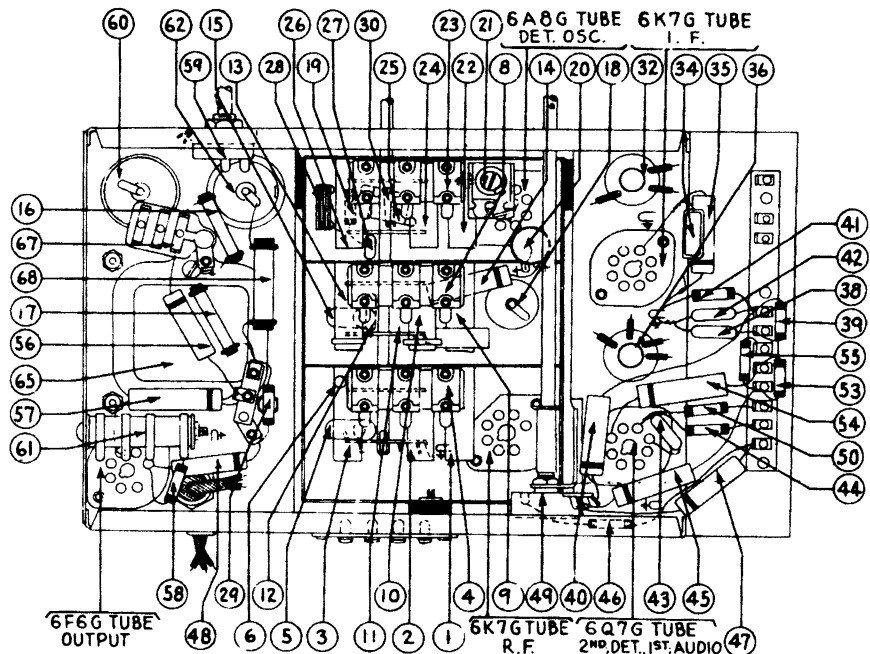 6A8G TUBE DET. OSC.
6K7G TUBE I. F.
60 62 15 26 27 30 23 21
59 13 28 19 25 24 22 8 14 20 18 32 34 35 36
16
67
68
17
56
65
57
61
41
42
38
39
55
53
54
50
44
6F6G TUBE OUTPUT
58 48 29 12 6 5 3 11 10 2 1 4 9 49 40 46 43 45 47
6K7G TUBE R.F.
6Q7G TUBE 2ND. DET., 1ST. AUDIO